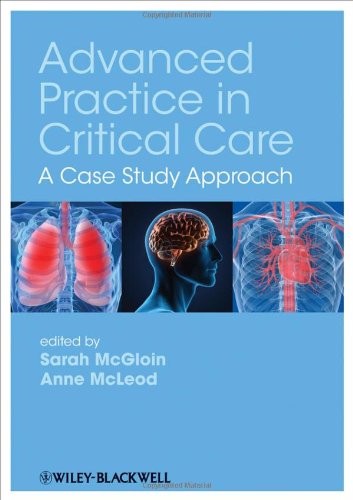 Advanced
Practice in
Critical Care
A Case Study Approach
edited by
Sarah McGloin
Anne McLeod
WILEY-BLACKWELL